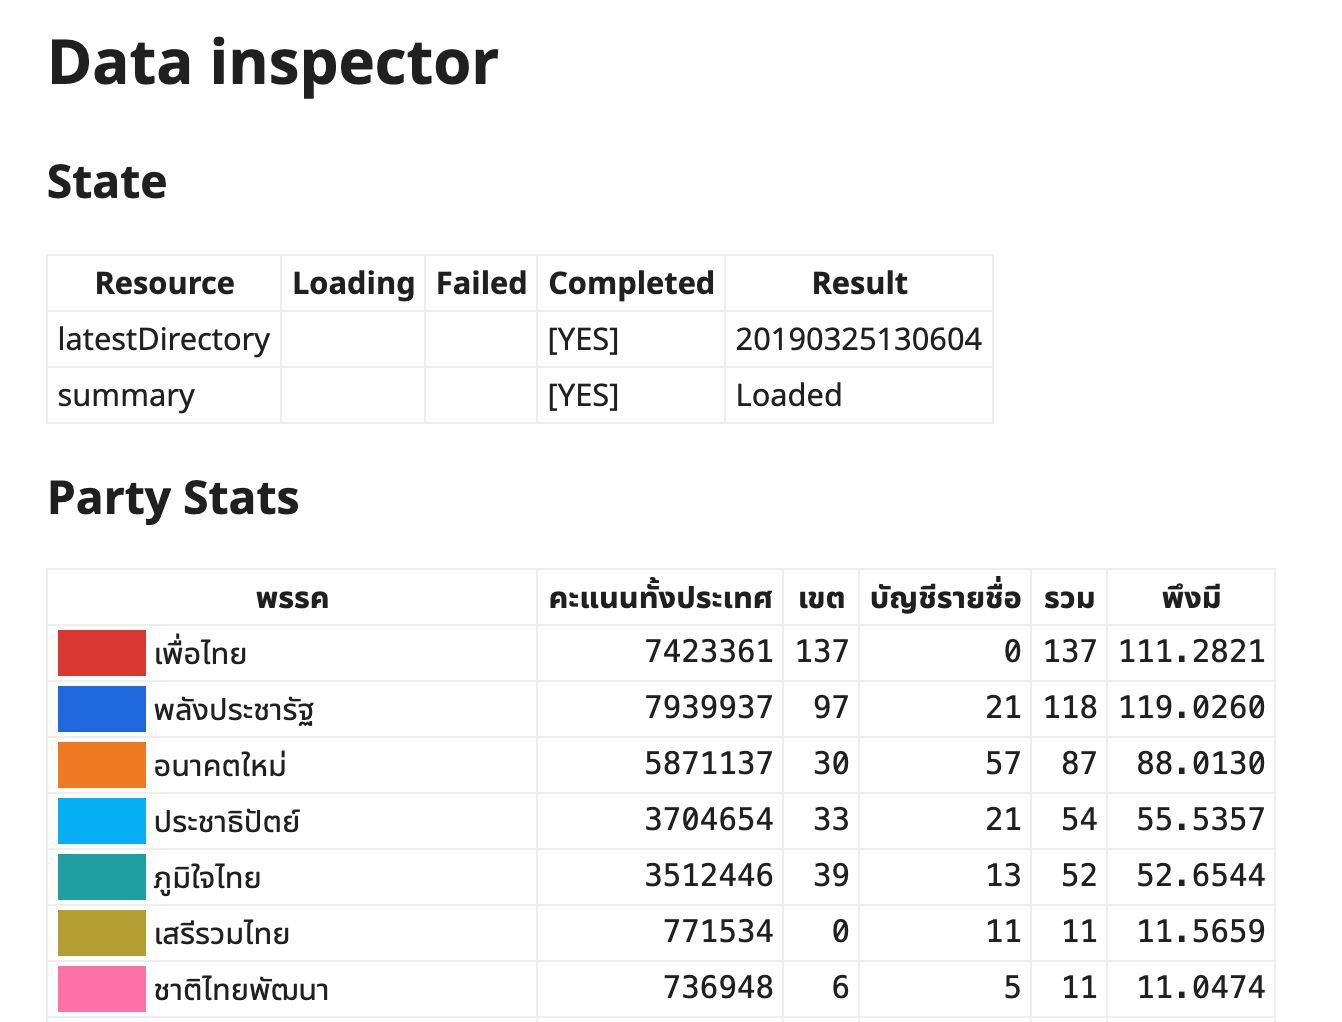 Data inspector
State
Resource Loading Failed Completed Result
latestDirectory [YES] 20190325130604
summary [YES] Loaded
Party Stats
พรรค คะแนนทั้งประเทศ เขต บัญชีรายชื่อ รวม พึงมี
เพื่อไทย 7423361 137 0 137 111.2821
พลังประชารัฐ 7939937 97 21 118 119.0260
อนาคตใหม่ 5871137 30 57 87 88.0130
ประชาธิปัตย์ 3704654 33 21 54 55.5357
ภูมิใจไทย 3512446 39 13 52 52.6544
เสรีรวมไทย 771534 0 11 11 11.5659
ชาติไทยพัฒนา 736948 6 5 11 11.0474